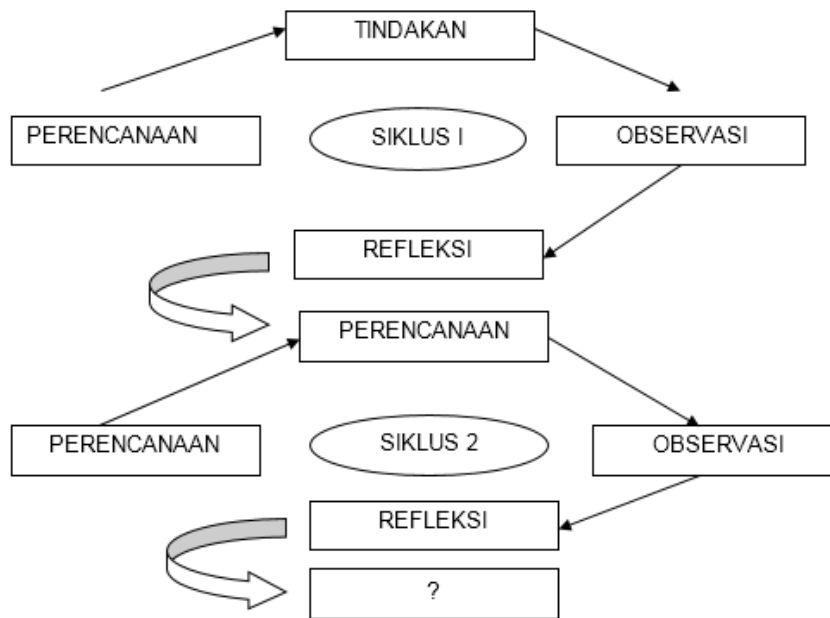 TINDAKAN
PERENCANAAN
SIKLUS I
OBSERVASI
REFLEKSI
PERENCANAAN
PERENCANAAN
SIKLUS 2
OBSERVASI
REFLEKSI
?